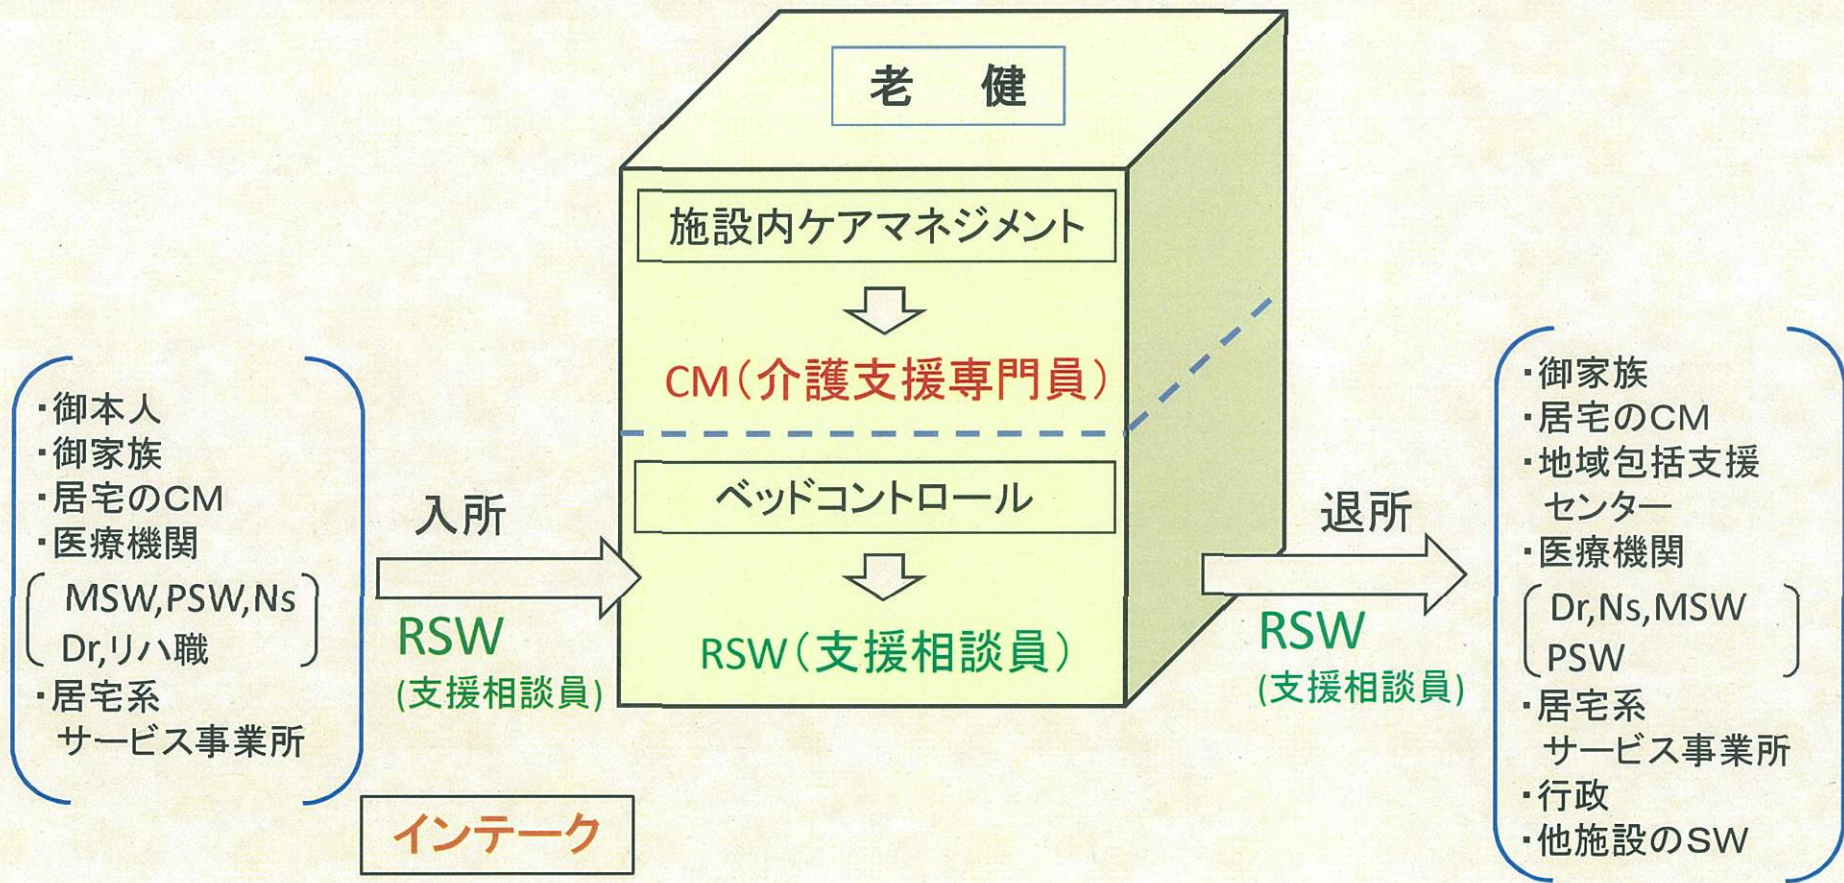 老　健
施設内ケアマネジメント
CM(介護支援専門員)
ベッドコントロール
RSW(支援相談員)
・御本人
・御家族
・居宅のCM
・医療機関
MSW,PSW,Ns
Dr,リハ職
・居宅系
サービス事業所
入所
RSW
(支援相談員)
インテーク
退所
RSW
(支援相談員)
・御家族
・居宅のCM
・地域包括支援
センター
・医療機関
Dr,Ns,MSW
PSW
・居宅系
サービス事業所
・行政
・他施設のSW